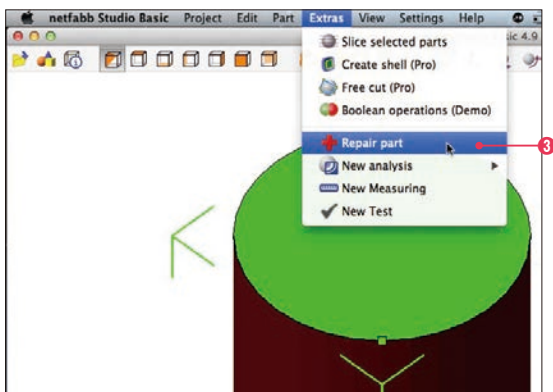 netfabb Studio Basic Project Edit Part Extras View Settings Help
sic 4.9
Slice selected parts
Create shell (Pro)
Free cut (Pro)
Boolean operations (Demo)
Repair part
3
New analysis
New Measuring
New Test